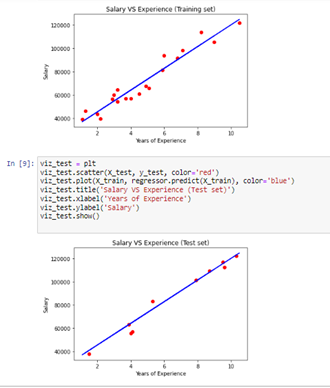 Salary VS Experience (Training set)
120000
100000
80000
60000
40000
Salary
2 4 6 8 10
Years of Experience
In [9]:
viz_test = plt
viz_test.scatter(X_test, y_test, color='red')
viz_test.plot(X_train, regressor.predict(X_train), color='blue')
viz_test.title('Salary VS Experience (Test set)')
viz_test.xlabel('Years of Experience')
viz_test.ylabel('Salary')
viz_test.show()
Salary VS Experience (Test set)
120000
100000
80000
60000
40000
Salary
2 4 6 8 10
Years of Experience